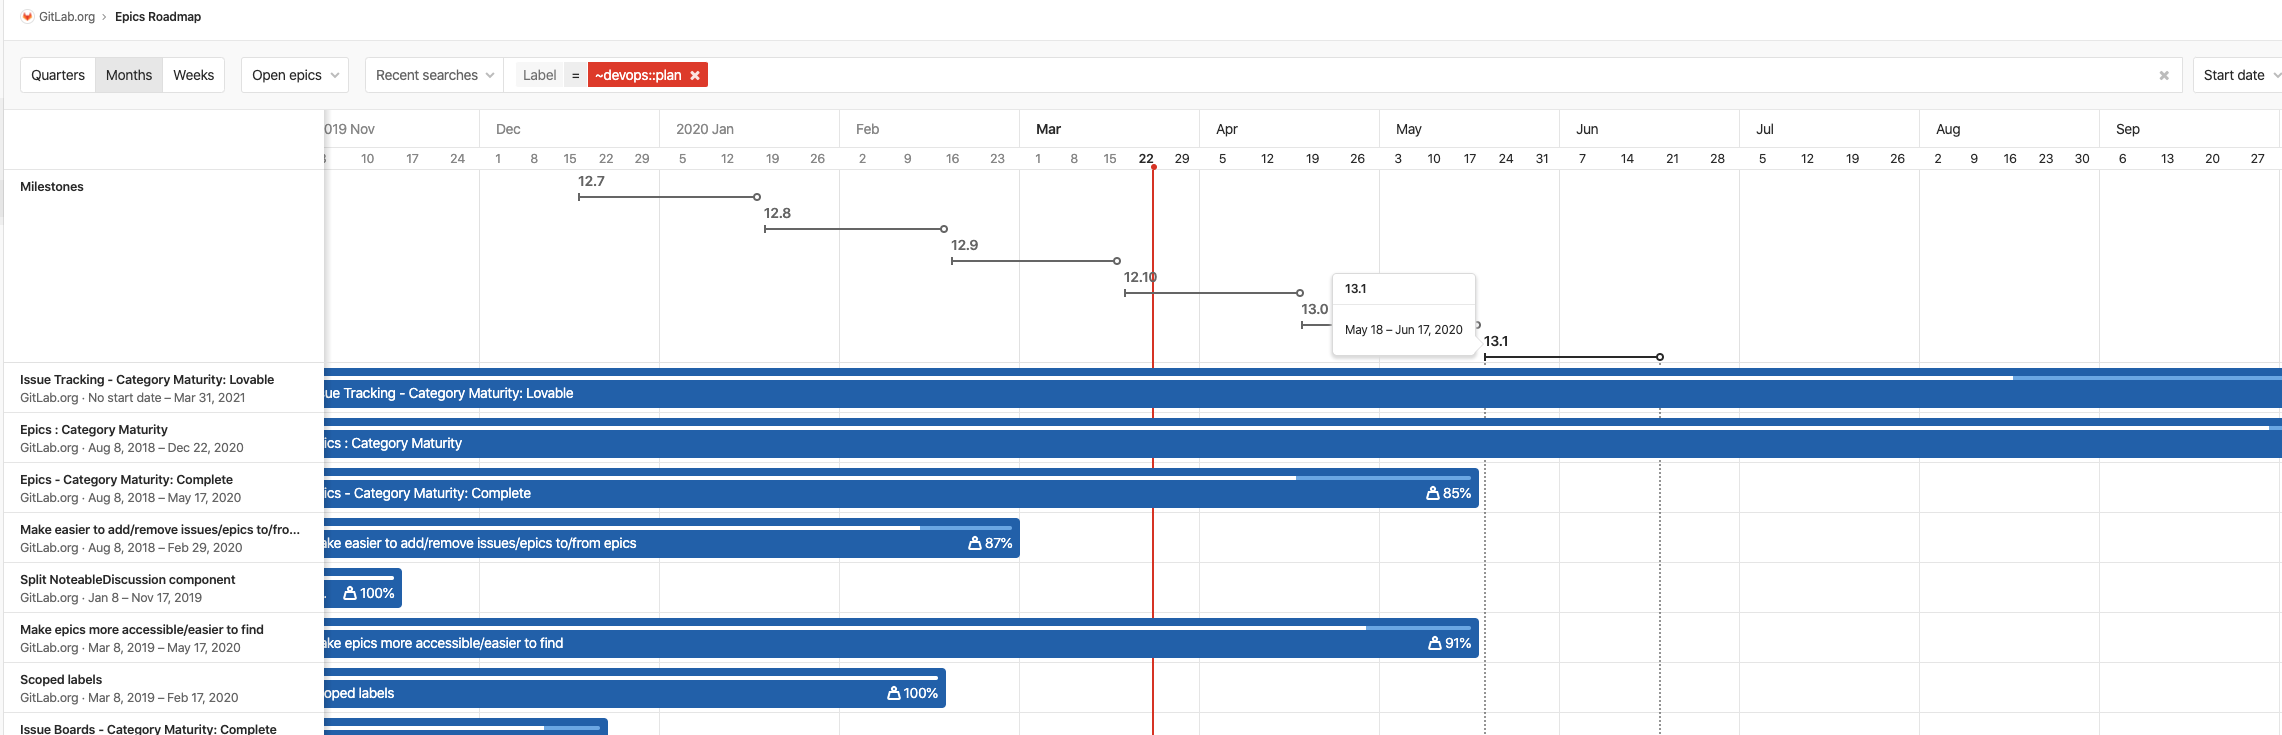 GitLab.org › Epics Roadmap
Quarters Months Weeks Open epics Recent searches Label = ~devops::plan Start date
019 Nov Dec 2020 Jan Feb Mar Apr May Jun Jul Aug Sep
10 17 24 1 8 15 22 29 5 12 19 26 2 9 16 23 1 8 15 22 29 5 12 19 26 3 10 17 24 31 7 14 21 28 5 12 19 26 2 9 16 23 30 6 13 20 27
Milestones
12.7
12.8
12.9
12.10
13.1
13.0
May 18 – Jun 17, 2020
13.1
Issue Tracking - Category Maturity: Lovable
GitLab.org · No start date – Mar 31, 2021
ue Tracking - Category Maturity: Lovable
Epics : Category Maturity
GitLab.org · Aug 8, 2018 – Dec 22, 2020
ics : Category Maturity
Epics - Category Maturity: Complete
GitLab.org · Aug 8, 2018 – May 17, 2020
ics - Category Maturity: Complete 85%
Make easier to add/remove issues/epics to/fro...
GitLab.org · Aug 8, 2018 – Feb 29, 2020
ake easier to add/remove issues/epics to/from epics 87%
Split NoteableDiscussion component
GitLab.org · Jan 8 – Nov 17, 2019
. 100%
Make epics more accessible/easier to find
GitLab.org · Mar 8, 2019 – May 17, 2020
ake epics more accessible/easier to find 91%
Scoped labels
GitLab.org · Mar 8, 2019 – Feb 17, 2020
oped labels 100%
Issue Boards - Category Maturity: Complete